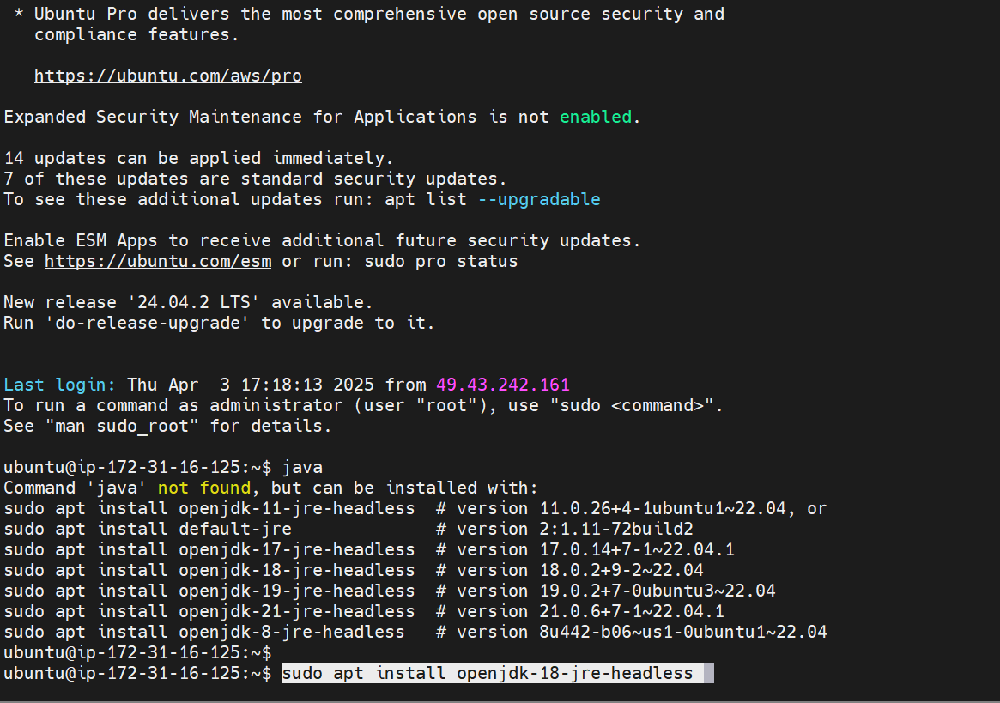 * Ubuntu Pro delivers the most comprehensive open source security and
compliance features.
https://ubuntu.com/aws/pro
Expanded Security Maintenance for Applications is not enabled.
14 updates can be applied immediately.
7 of these updates are standard security updates.
To see these additional updates run: apt list --upgradable
Enable ESM Apps to receive additional future security updates.
See https://ubuntu.com/esm or run: sudo pro status
New release '24.04.2 LTS' available.
Run 'do-release-upgrade' to upgrade to it.
Last login: Thu Apr  3 17:18:13 2025 from 49.43.242.161
To run a command as administrator (user "root"), use "sudo <command>".
See "man sudo_root" for details.
ubuntu@ip-172-31-16-125:~$ java
Command 'java' not found, but can be installed with:
sudo apt install openjdk-11-jre-headless  # version 11.0.26+4-1ubuntu1~22.04, or
sudo apt install default-jre              # version 2:1.11-72build2
sudo apt install openjdk-17-jre-headless  # version 17.0.14+7-1~22.04.1
sudo apt install openjdk-18-jre-headless  # version 18.0.2+9-2~22.04
sudo apt install openjdk-19-jre-headless  # version 19.0.2+7-0ubuntu3~22.04
sudo apt install openjdk-21-jre-headless  # version 21.0.6+7-1~22.04.1
sudo apt install openjdk-8-jre-headless   # version 8u442-b06~us1-0ubuntu1~22.04
ubuntu@ip-172-31-16-125:~$
ubuntu@ip-172-31-16-125:~$ sudo apt install openjdk-18-jre-headless